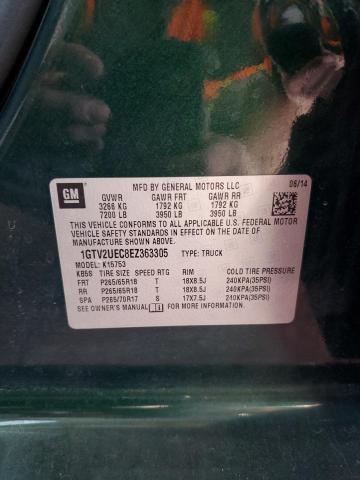 GM
MFD BY GENERAL MOTORS LLC 06/14
GVWR GAWR FRT GAWR RR
3266 KG 1792 KG 1792 KG
7200 LB 3950 LB 3950 LB
THIS VEHICLE CONFORMS TO ALL APPLICABLE U.S. FEDERAL MOTOR
VEHICLE SAFETY STANDARDS IN EFFECT ON THE DATE OF
MANUFACTURE SHOWN ABOVE.
1GTV2UEC8EZ363305 TYPE: TRUCK
MODEL: K15753
KB5S TIRE SIZE SPEED RTG RIM COLD TIRE PRESSURE
FRT P265/65R18 T 18X8.5J 240KPA(35PSI)
RR P265/65R18 T 18X8.5J 240KPA(35PSI)
SPA P265/70R17 S 17X7.5J 240KPA(35PSI)
SEE OWNER'S MANUAL FOR MORE INFORMATION